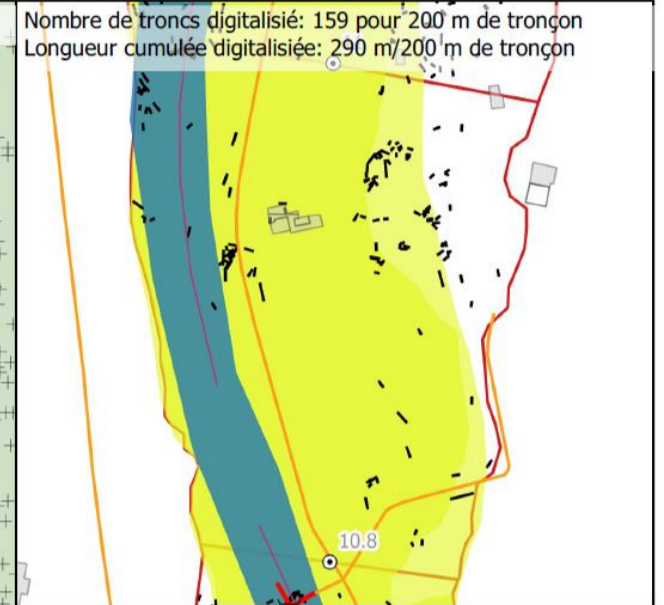 Nombre de troncs digitalisié: 159 pour 200 m de tronçon
Longueur cumulée digitalisiée: 290 m/200 m de tronçon
10.8